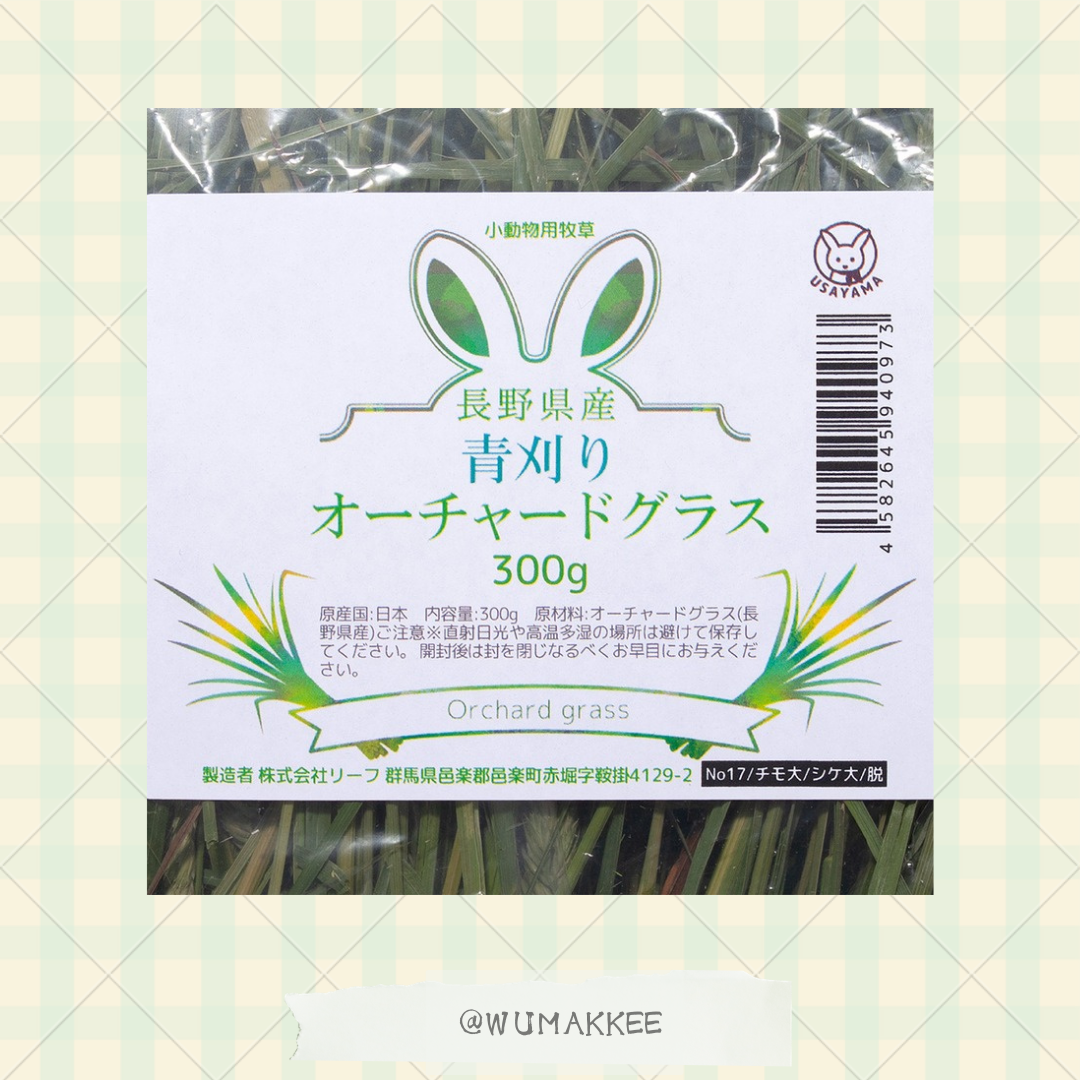 小動物用牧草
USAYAMA
4582645940973
長野県産
青刈り
オーチャードグラス
300g
原産国:日本　内容量:300g　原材料:オーチャードグラス(長
野県産)ご注意※直射日光や高温多湿の場所は避けて保存し
てください。 開封後は封を閉じなるべくお早目にお与えくだ
さい。
Orchard grass
製造者 株式会社リーフ 群馬県邑楽郡邑楽町赤堀字鞍掛4129-2 No17/チモ大/シケ大/脱
@WUMAKKEE